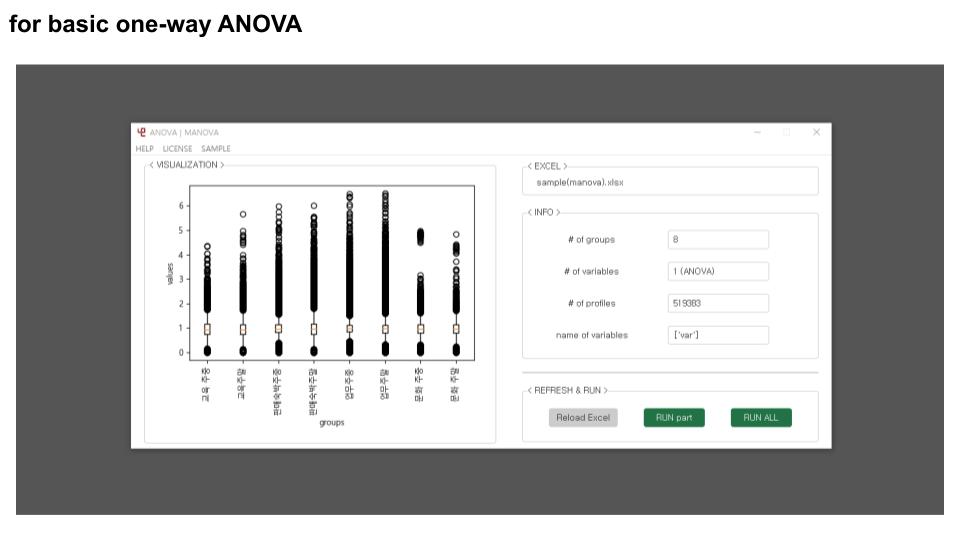 for basic one-way ANOVA
ANOVA | MANOVA
HELP LICENSE SAMPLE
< VISUALIZATION >
6
5
4
3
2
1
0
values
교육 주중
교육주말
판매숙박주중
판매숙박주말
업무주중
업무주말
문화 주중
문화 주말
groups
< EXCEL >
sample(manova).xlsx
< INFO >
# of groups 8
# of variables 1 (ANOVA)
# of profiles 519383
name of variables ['var']
< REFRESH & RUN >
Reload Excel RUN part RUN ALL